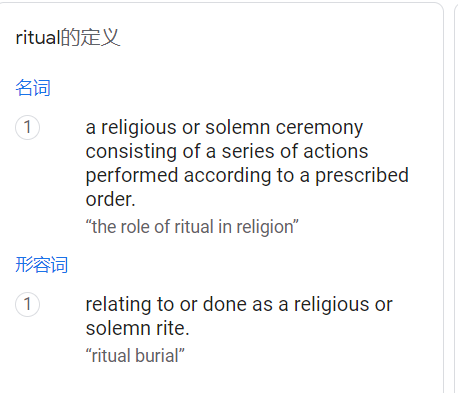 ritual的定义
名词
1
a religious or solemn ceremony
consisting of a series of actions
performed according to a prescribed
order.
“the role of ritual in religion”
形容词
1
relating to or done as a religious or
solemn rite.
“ritual burial”